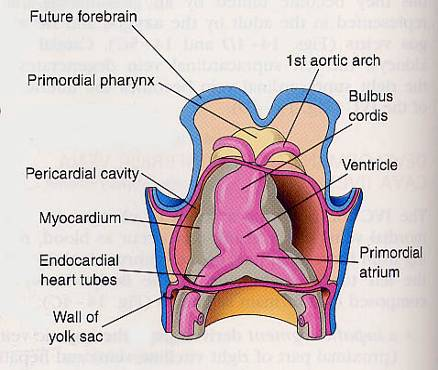 Future forebrain
1st aortic arch
Primordial pharynx
Bulbus
cordis
Pericardial cavity
Ventricle
Myocardium
Endocardial
heart tubes
Primordial
atrium
Wall of
yolk sac